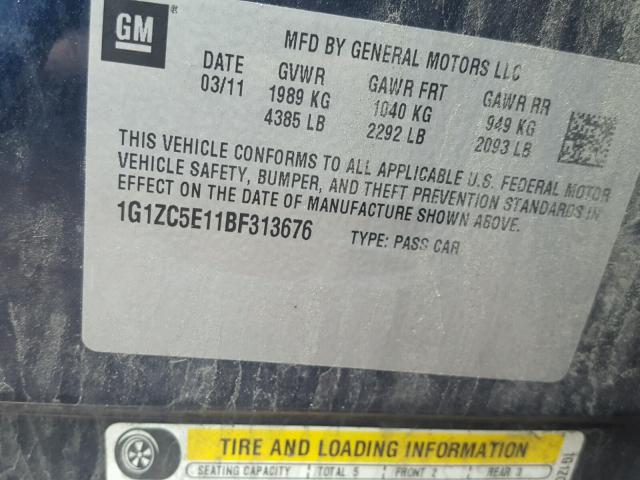 GM
MFD BY GENERAL MOTORS LLC
DATE GVWR GAWR FRT GAWR RR
03/11 1989 KG 1040 KG 949 KG
4385 LB 2292 LB 2093 LB
THIS VEHICLE CONFORMS TO ALL APPLICABLE U.S. FEDERAL MOTOR
VEHICLE SAFETY, BUMPER, AND THEFT PREVENTION STANDARDS IN
EFFECT ON THE DATE OF MANUFACTURE SHOWN ABOVE.
1G1ZC5E11BF313676 TYPE: PASS CAR
TIRE AND LOADING INFORMATION
SEATING CAPACITY TOTAL 5 FRONT 2 REAR 3